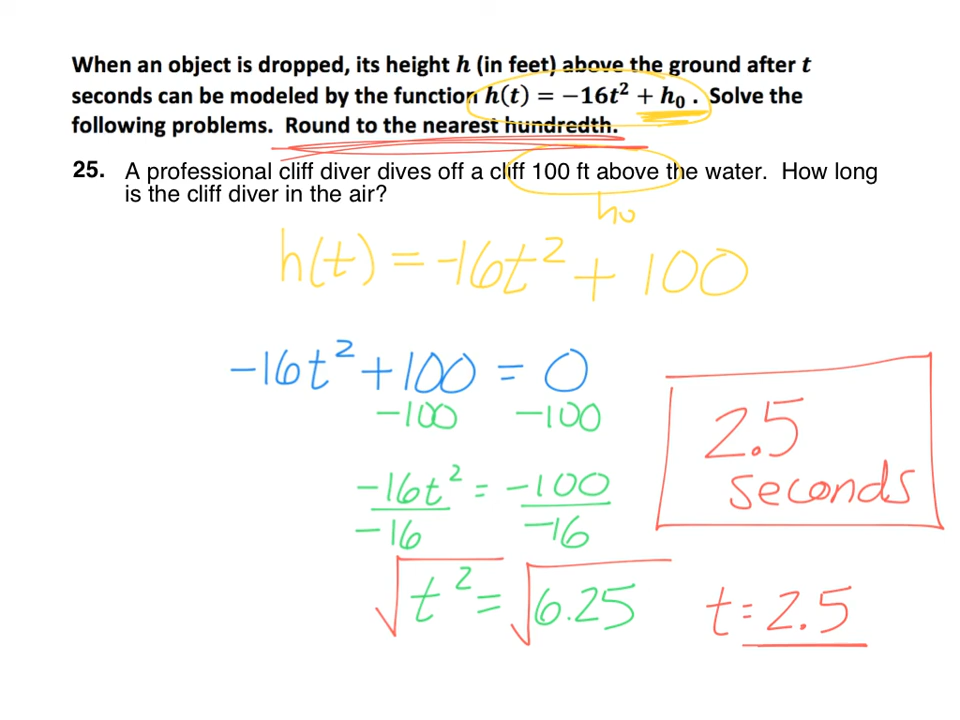 When an object is dropped, its height h (in feet) above the ground after t
seconds can be modeled by the function h(t) = −16t² + h₀ . Solve the
following problems. Round to the nearest hundredth.
25. A professional cliff diver dives off a cliff 100 ft above the water. How long
is the cliff diver in the air?
h₀
h(t) = -16t² + 100
-16t² + 100 = 0
-100 -100
-16t² = -100
-16 -16
√t² = √6.25
t = 2.5
2.5
seconds